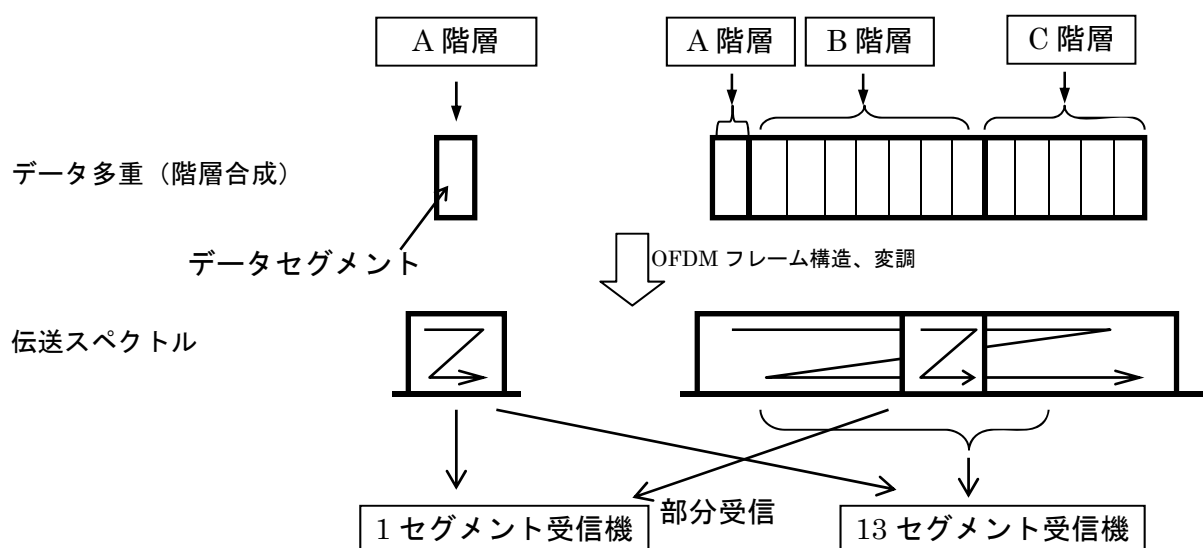 A 階層
A 階層
B 階層
C 階層
データ多重（階層合成）
データセグメント
OFDM フレーム構造、変調
伝送スペクトル
部分受信
1 セグメント受信機
13 セグメント受信機